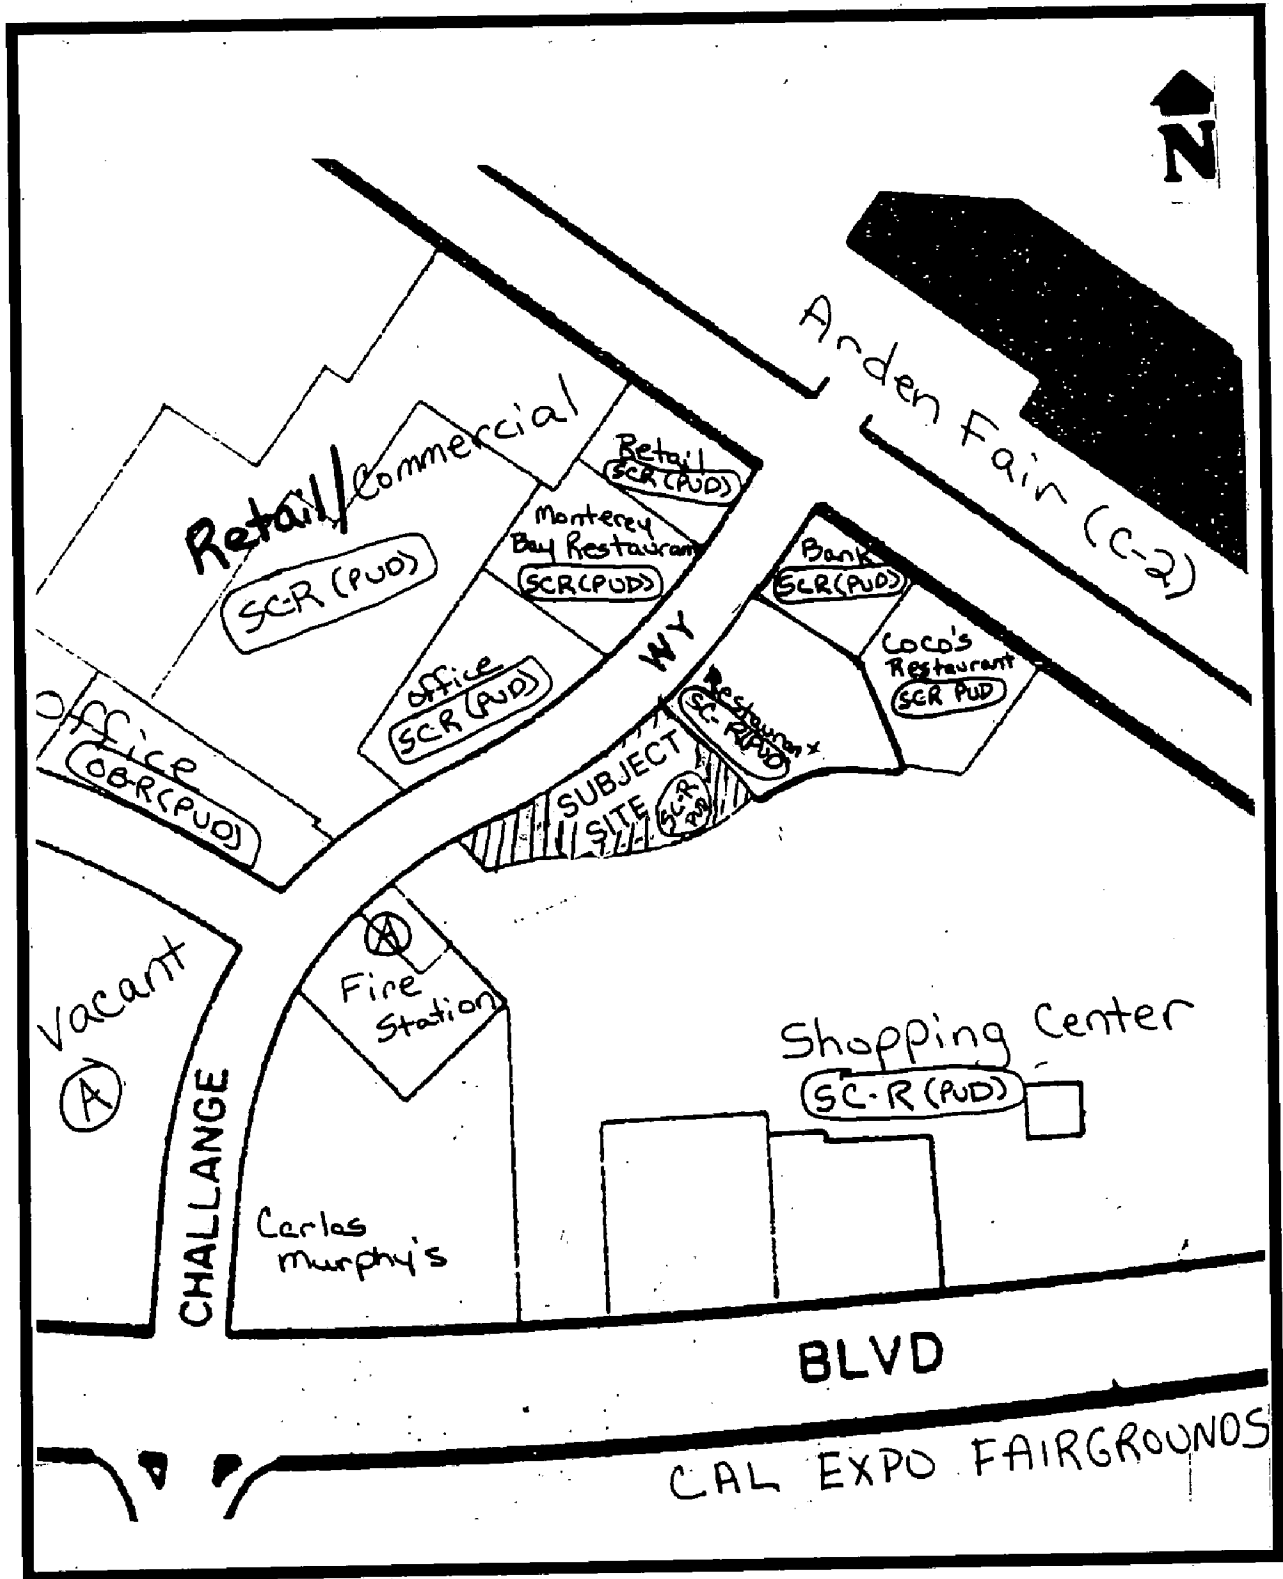 N
Arden Fair (C-2)
Retail/Commercial
SC-R (PUD)
Retail
SCR (PUD)
Monterey
Bay Restaurant
SCR (PUD)
Bank
SCR (PUD)
Coco's
Restaurant
SCR PUD
WY
Office
SCR (PUD)
Restaurant
SC-R (PUD)
SUBJECT
SITE
SC-R
PUD
Office
OB-R (PUD)
Vacant
A
A
Fire
Station
Shopping Center
SC-R (PUD)
CHALLANGE
Carlos
Murphy's
BLVD
CAL EXPO FAIRGROUNDS